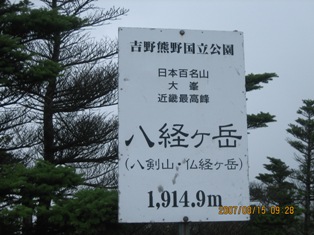 吉野熊野国立公園
日本百名山
大峯
近畿最高峰
八経ヶ岳
(八剣山・仏経ヶ岳)
1,914.9m
2007/08/15 09:28